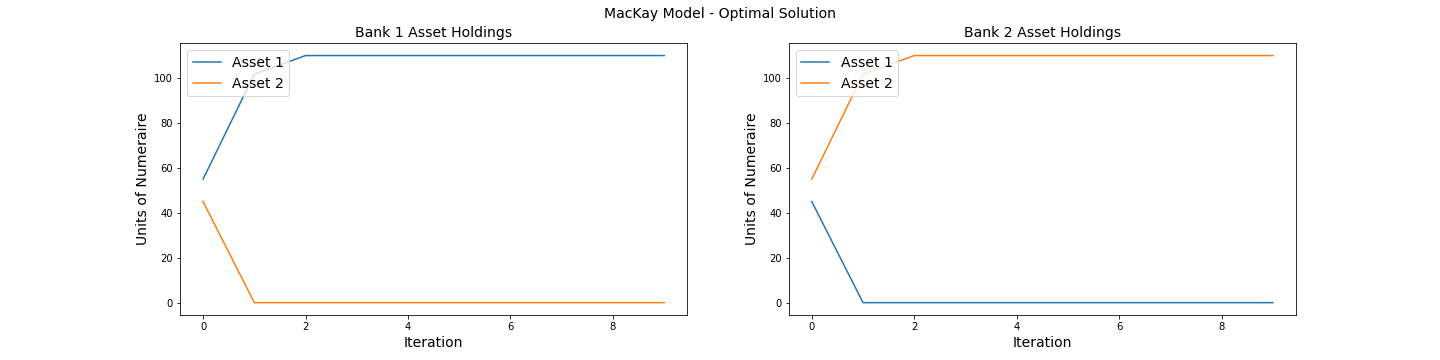 MacKay Model - Optimal Solution
Bank 1 Asset Holdings
Asset 1
Asset 2
Units of Numeraire
100
80
60
40
20
0
0 2 4 6 8
Iteration
Bank 2 Asset Holdings
Asset 1
Asset 2
Units of Numeraire
100
80
60
40
20
0
0 2 4 6 8
Iteration